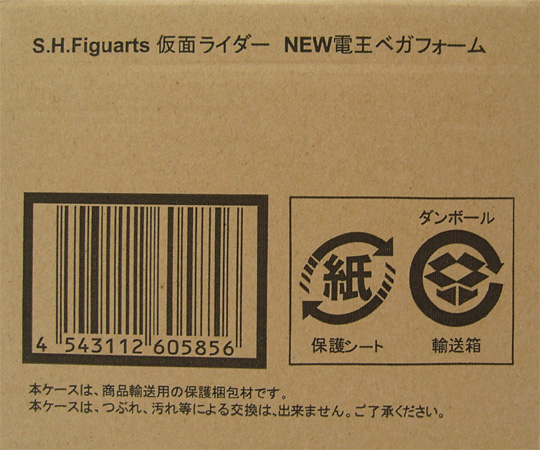 S.H.Figuarts 仮面ライダー NEW電王ベガフォーム
4 543112 605856
ダンボール
紙
保護シート
輸送箱
本ケースは、商品輸送用の保護梱包材です。
本ケースは、つぶれ、汚れ等による交換は、出来ません。ご了承ください。